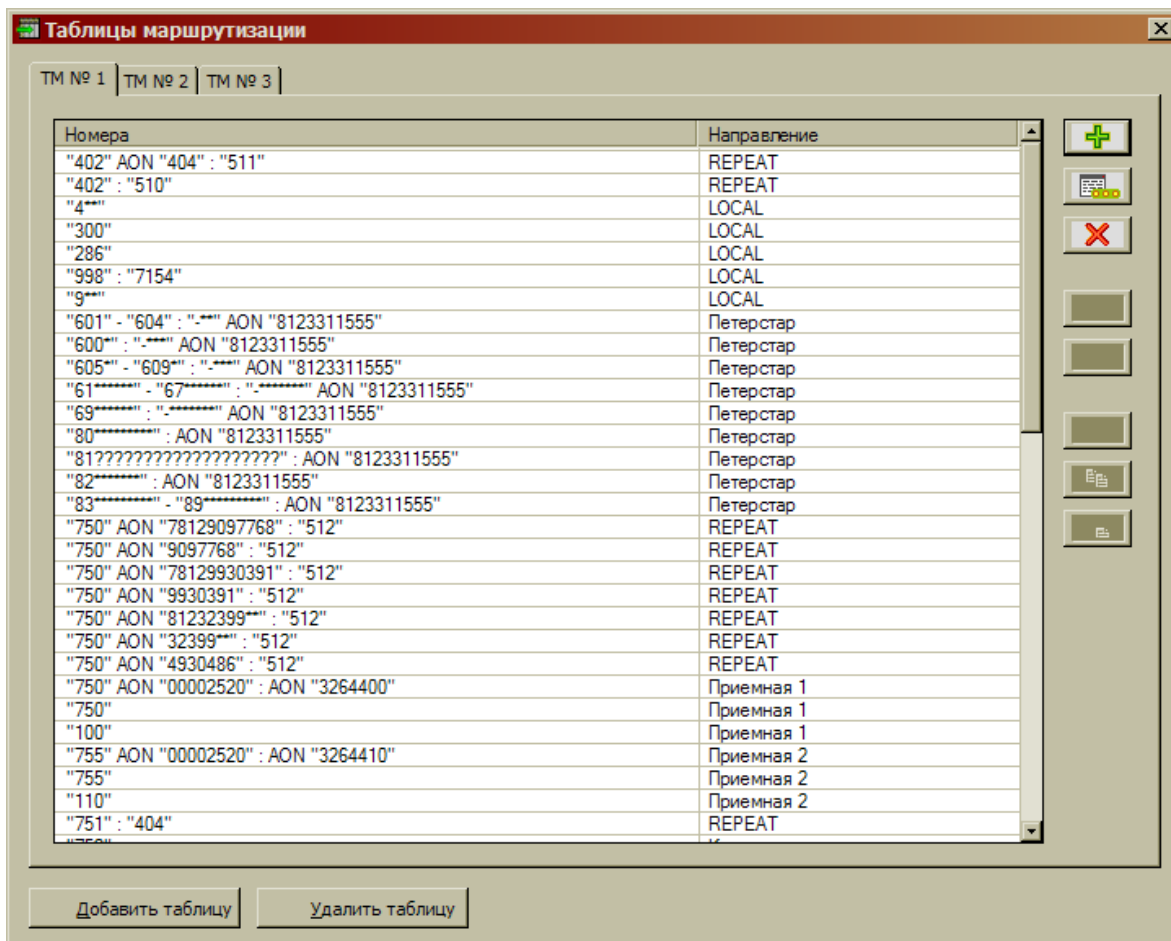 Таблицы маршрутизации
ТМ № 1 ТМ № 2 ТМ № 3
Номера Направление
"402" AON "404" : "511" REPEAT
"402" : "510" REPEAT
"4**" LOCAL
"300" LOCAL
"286" LOCAL
"998" : "7154" LOCAL
"9**" LOCAL
"601" - "604" : "-**" AON "8123311555" Петерстар
"600*" : "-***" AON "8123311555" Петерстар
"605*" - "609*" : "-***" AON "8123311555" Петерстар
"61******" - "67******" : "-*******" AON "8123311555" Петерстар
"69******" : "-*******" AON "8123311555" Петерстар
"80*********" : AON "8123311555" Петерстар
"81???????????????????" : AON "8123311555" Петерстар
"82*******" : AON "8123311555" Петерстар
"83*********" - "89*********" : AON "8123311555" Петерстар
"750" AON "78129097768" : "512" REPEAT
"750" AON "9097768" : "512" REPEAT
"750" AON "78129930391" : "512" REPEAT
"750" AON "9930391" : "512" REPEAT
"750" AON "81232399**" : "512" REPEAT
"750" AON "32399**" : "512" REPEAT
"750" AON "4930486" : "512" REPEAT
"750" AON "00002520" : AON "3264400" Приемная 1
"750" Приемная 1
"100" Приемная 1
"755" AON "00002520" : AON "3264410" Приемная 2
"755" Приемная 2
"110" Приемная 2
"751" : "404" REPEAT
Добавить таблицу Удалить таблицу